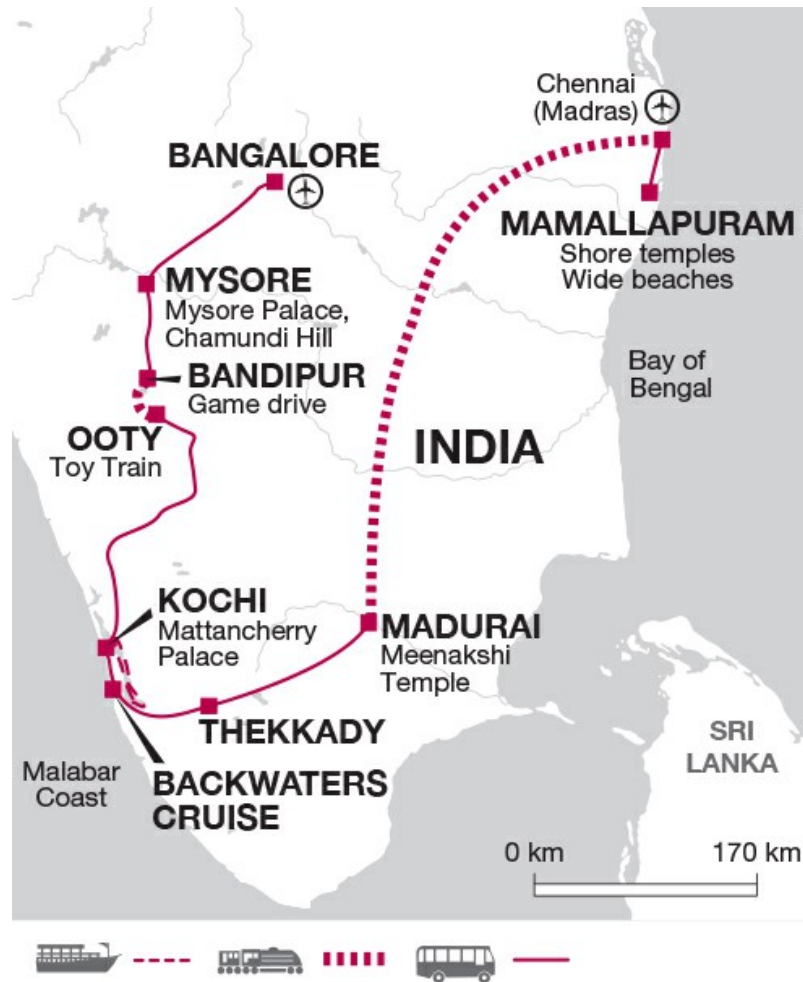 Chennai
(Madras)
BANGALORE
MAMALLAPURAM
Shore temples
Wide beaches
MYSORE
Mysore Palace,
Chamundi Hill
Bay of
Bengal
BANDIPUR
Game drive
OOTY
Toy Train
INDIA
KOCHI
Mattancherry
Palace
MADURAI
Meenakshi
Temple
THEKKADY
SRI
LANKA
Malabar
Coast
BACKWATERS
CRUISE
0 km
170 km